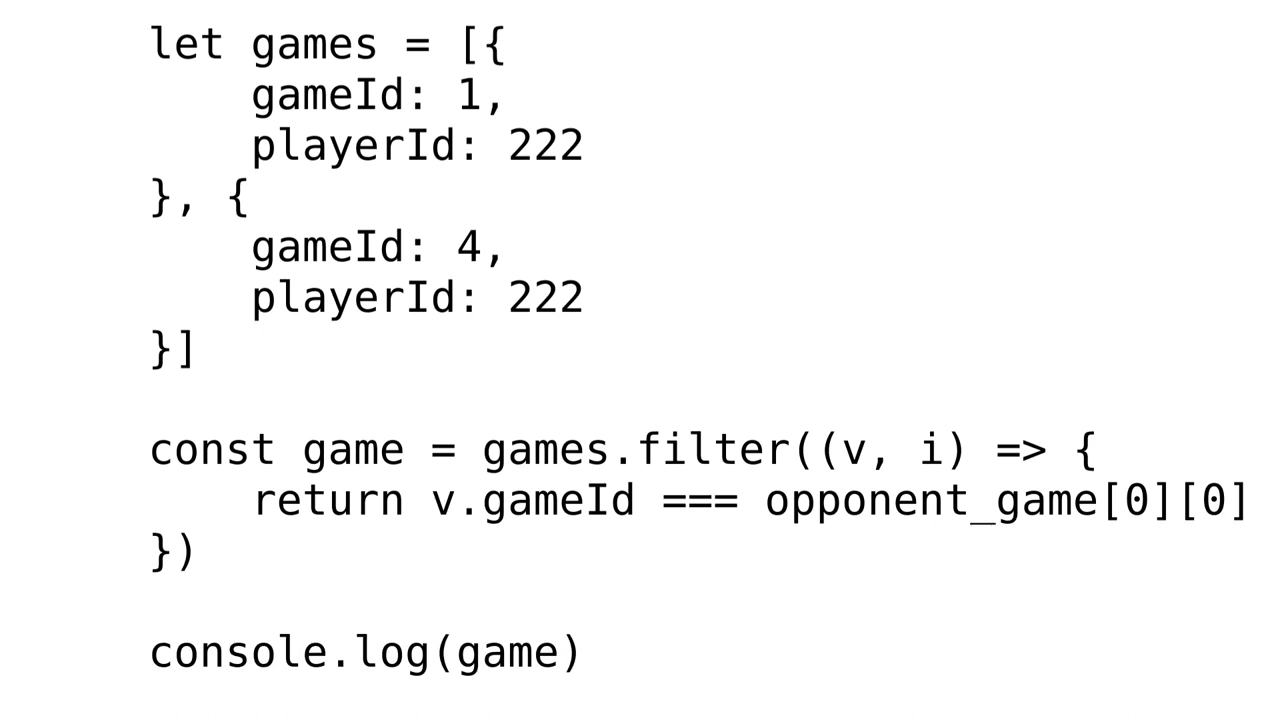 let games = [{
    gameId: 1,
    playerId: 222
}, {
    gameId: 4,
    playerId: 222
}]

const game = games.filter((v, i) => {
    return v.gameId === opponent_game[0][0]
})

console.log(game)